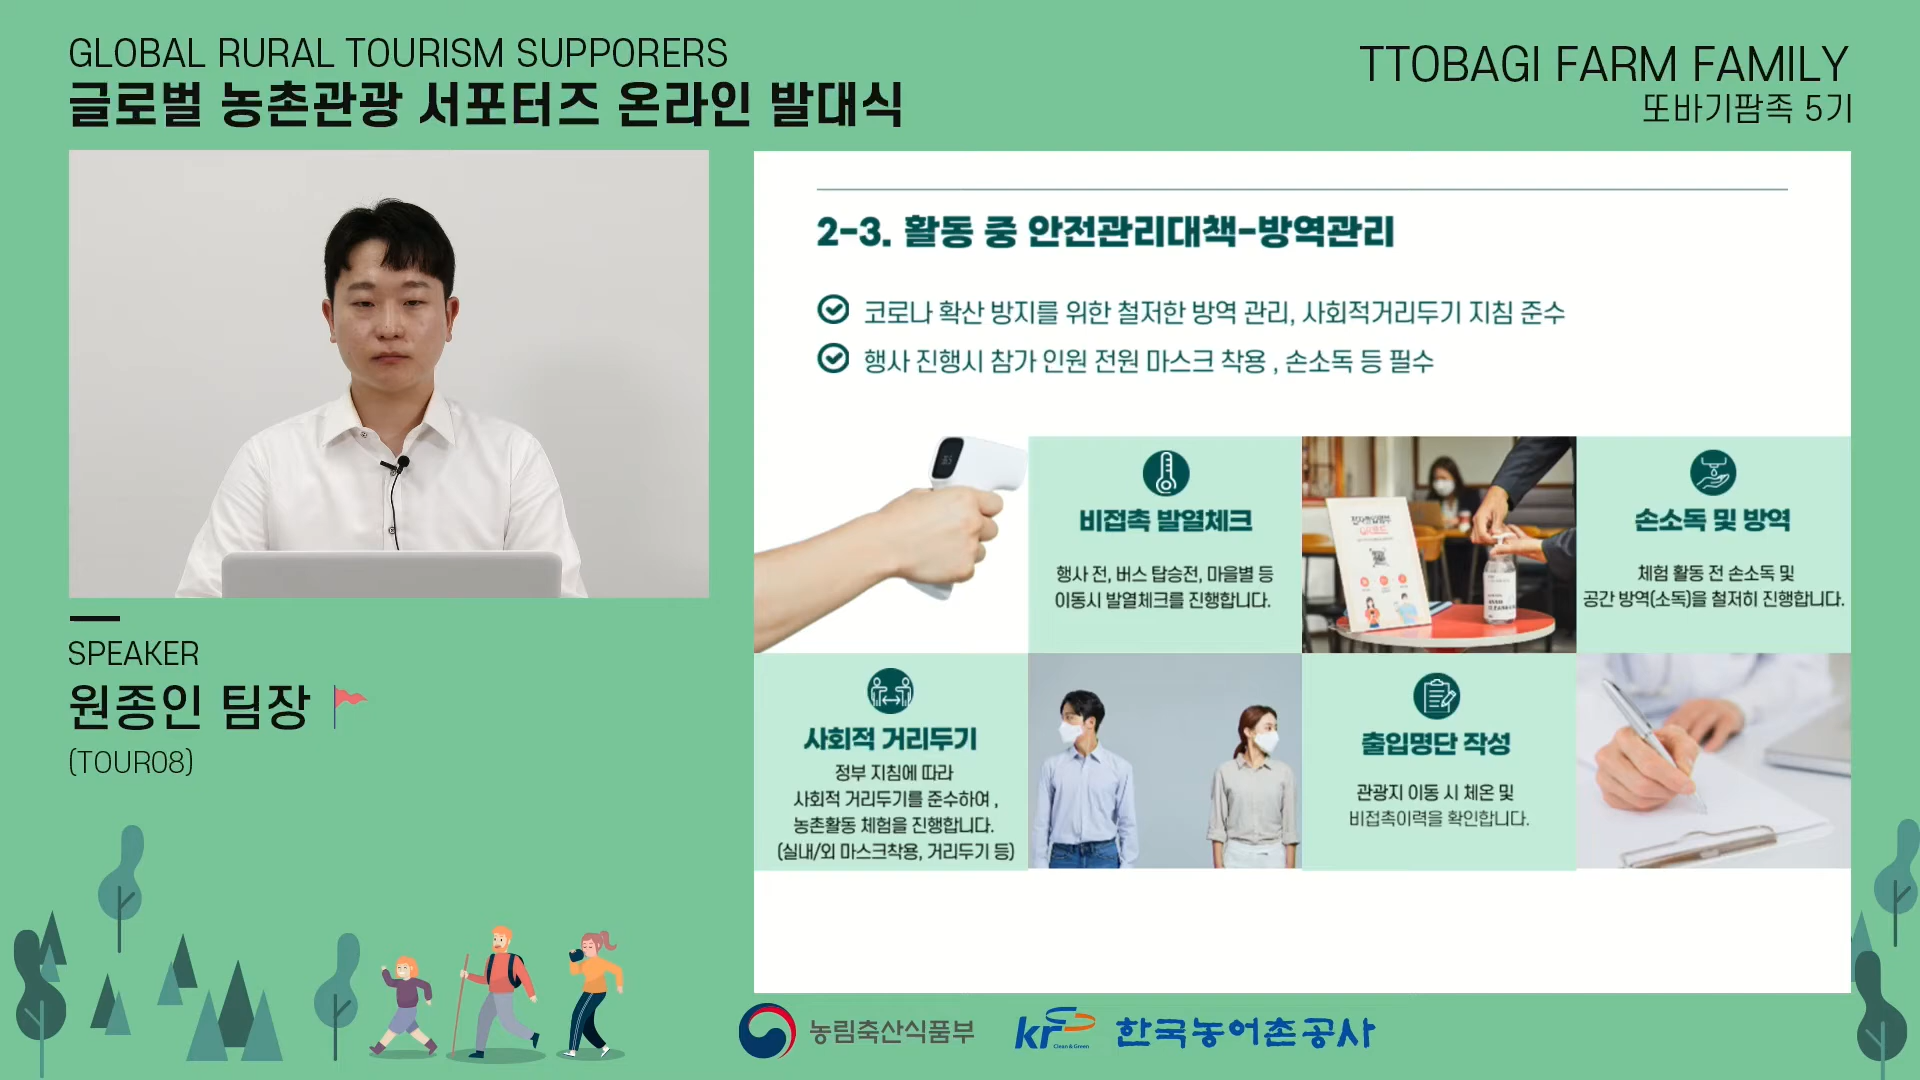 GLOBAL RURAL TOURISM SUPPORERS
글로벌 농촌관광 서포터즈 온라인 발대식
TTOBAGI FARM FAMILY
또바기팜족 5기
SPEAKER
원종인 팀장
(TOUR08)
2-3. 활동 중 안전관리대책-방역관리
코로나 확산 방지를 위한 철저한 방역 관리, 사회적거리두기 지침 준수
행사 진행시 참가 인원 전원 마스크 착용 , 손소독 등 필수
비접촉 발열체크
행사 전, 버스 탑승전, 마을별 등
이동시 발열체크를 진행합니다.
손소독 및 방역
체험 활동 전 손소독 및
공간 방역(소독)을 철저히 진행합니다.
사회적 거리두기
정부 지침에 따라
사회적 거리두기를 준수하여 ,
농촌활동 체험을 진행합니다.
(실내/외 마스크착용, 거리두기 등)
출입명단 작성
관광지 이동 시 체온 및
비접촉이력을 확인합니다.
농림축산식품부
kr
Clean & Green
한국농어촌공사